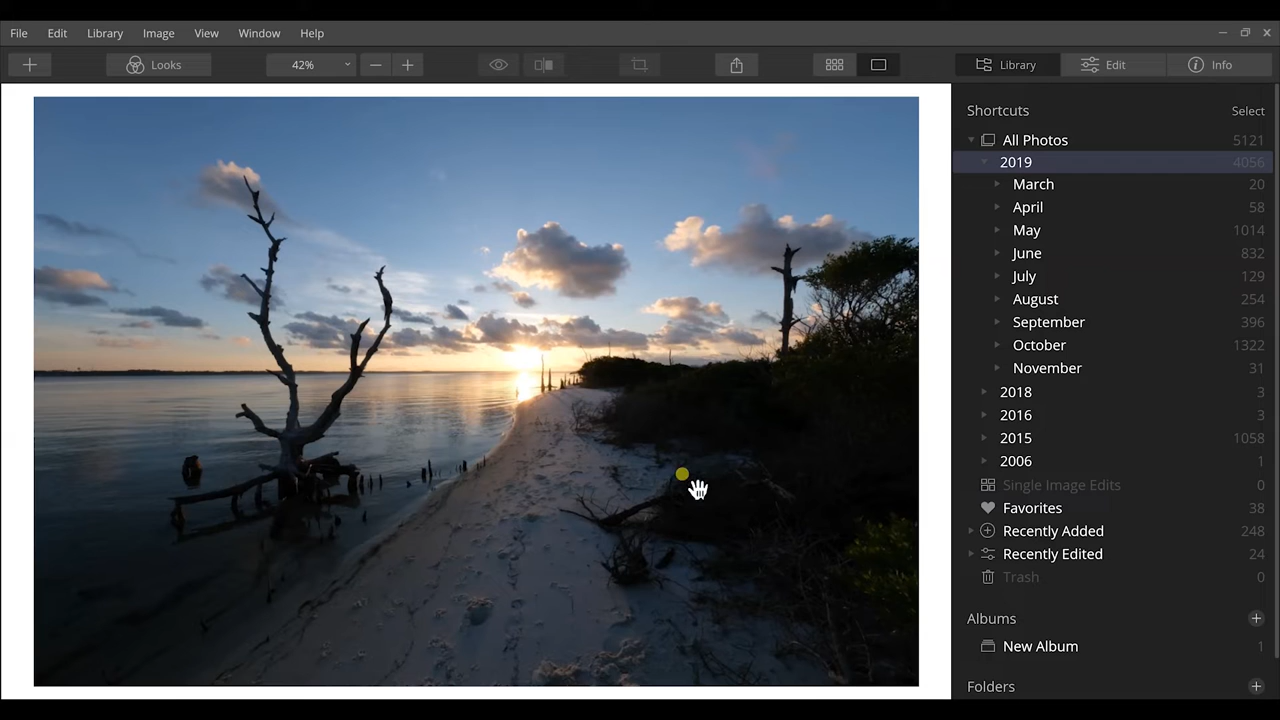 File Edit Library Image View Window Help
Looks 42% Library Edit Info
Shortcuts Select
All Photos 5121
2019 4056
March 20
April 58
May 1014
June 832
July 129
August 254
September 396
October 1322
November 31
2018 3
2016 3
2015 1058
2006 1
Single Image Edits 0
Favorites 38
Recently Added 248
Recently Edited 24
Trash 0
Albums
New Album 1
Folders